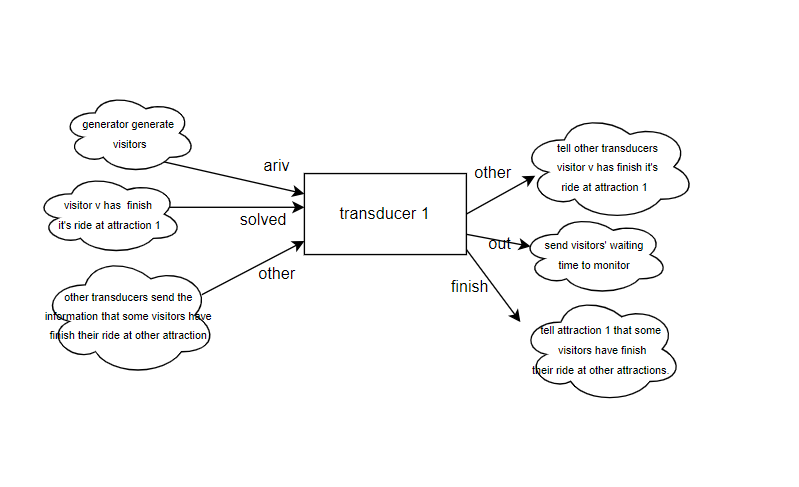 generator generate
visitors
ariv
visitor v has finish
it's ride at attraction 1
solved
other transducers send the
information that some visitors have
finish their ride at other attraction
other
transducer 1
other
tell other transducers
visitor v has finish it's
ride at attraction 1
out
send visitors' waiting
time to monitor
finish
tell attraction 1 that some
visitors have finish
their ride at other attractions.